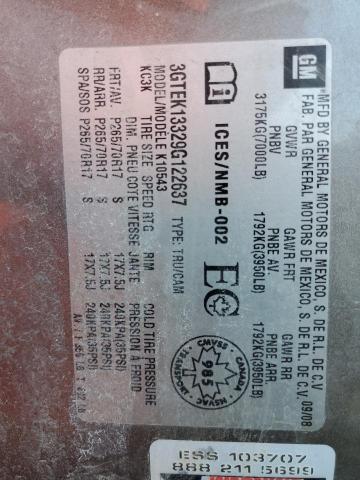 GM
MFD BY GENERAL MOTORS DE MEXICO, S. DE R.L. DE C.V
FAB. PAR GENERAL MOTORS DE MEXICO, S. DE R.L. DE C.V. 09/08
GVWR GAWR FRT GAWR RR
PNBV PNBE AV. PNBE ARR.
3175KG(7000LB) 1792KG(3950LB) 1792KG(3950LB)
ICES/NMB-002
CANADA
CMVSS
985
NSVAC
TRANSPORT
3GTEK13329G122637 TYPE: TRU/CAM
MODEL/MODELE K10543
KC3K
TIRE SIZE SPEED RTG RIM COLD TIRE PRESSURE
DIM. PNEU COTE VITESSE JANTE PRESSION A FROID
FRT/AV. P265/70R17 S 17X7.5J 240KPA(35PSI)
RR/ARR. P265/70R17 S 17X7.5J 240KPA(35PSI)
SPA/SOS P265/70R17 S 17X7.5J 240KPA(35PSI)
ESS 103707
888 211 5699